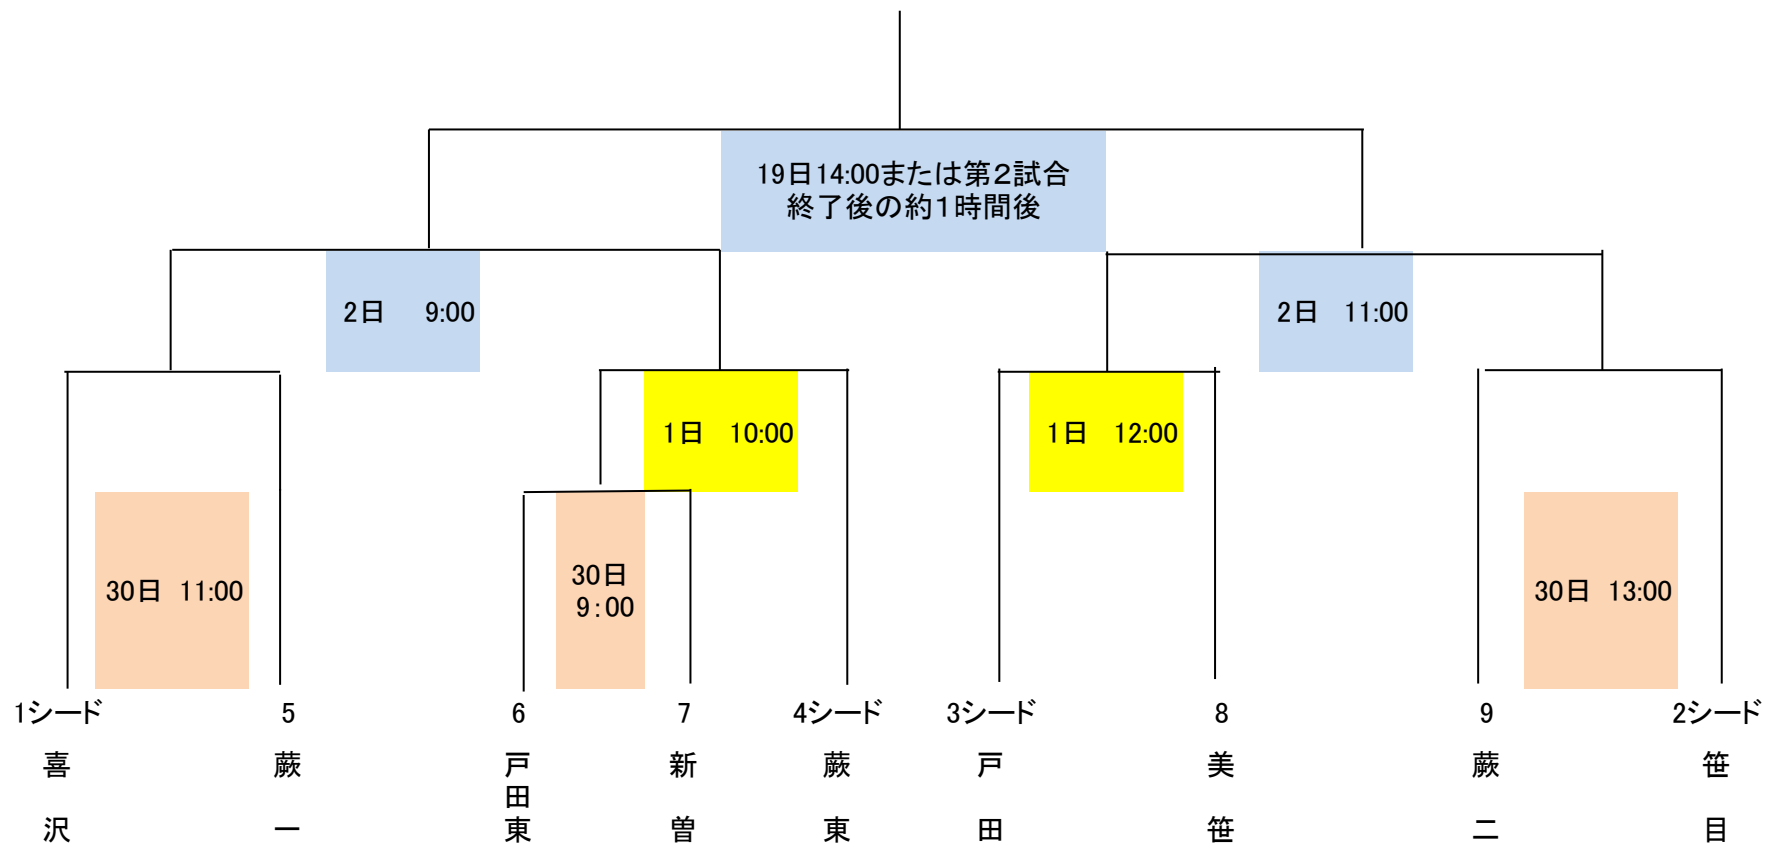 19日14:00または第２試合
終了後の約１時間後
2日 9:00
2日 11:00
1日 10:00
1日 12:00
30日 11:00
30日
９：00
30日 13:00
1シード
5
6
7
4シード
3シード
8
9
2シード
喜沢
蕨一
戸田東
新曽
蕨東
戸田
美笹
蕨二
笹目